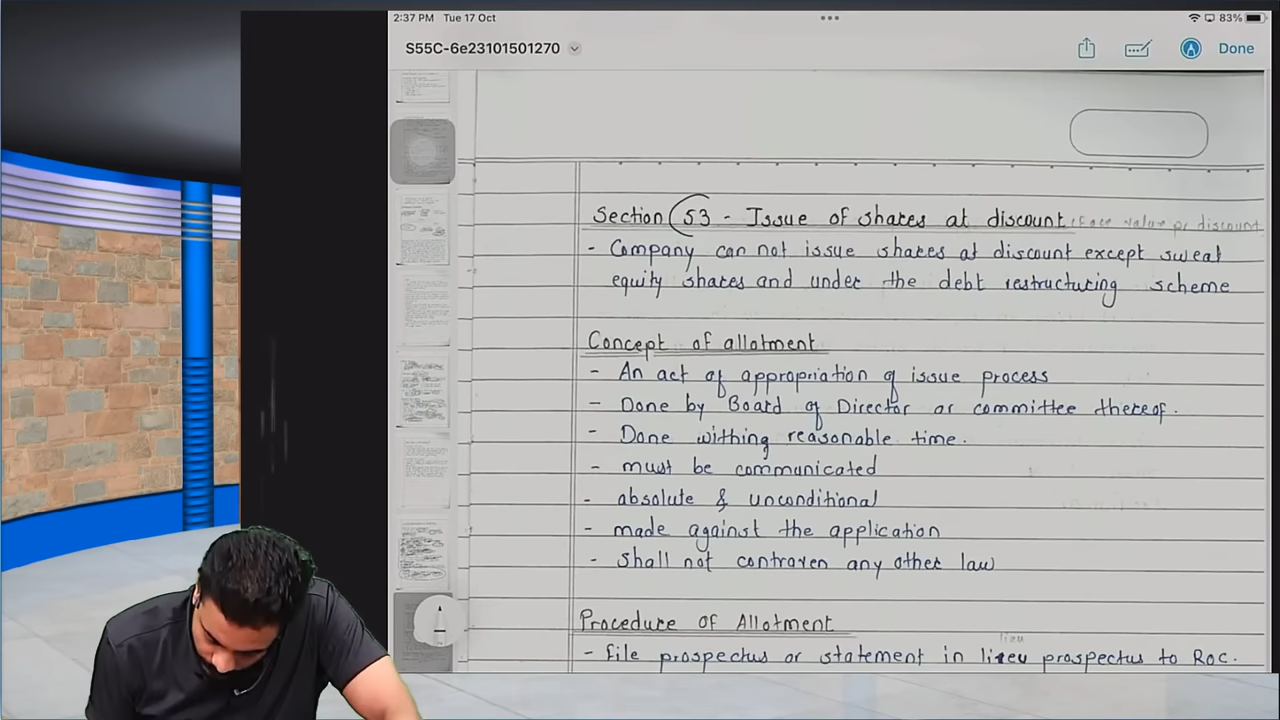 2:37 PM Tue 17 Oct
83%
S55C-6e23101501270
Done
Section 53 - Issue of shares at discount (Face value pr discount
- Company can not issue shares at discount except sweat
equity shares and under the debt restructuring scheme
Concept of allotment
- An act of appropriation of issue process
- Done by Board of Director or committee thereof.
- Done withing reasonable time.
- must be communicated
- absolute & unconditional
- made against the application
- shall not contraven any other law
Procedure of Allotment
lieu
- file prospectus or statement in prospectus to Roc.